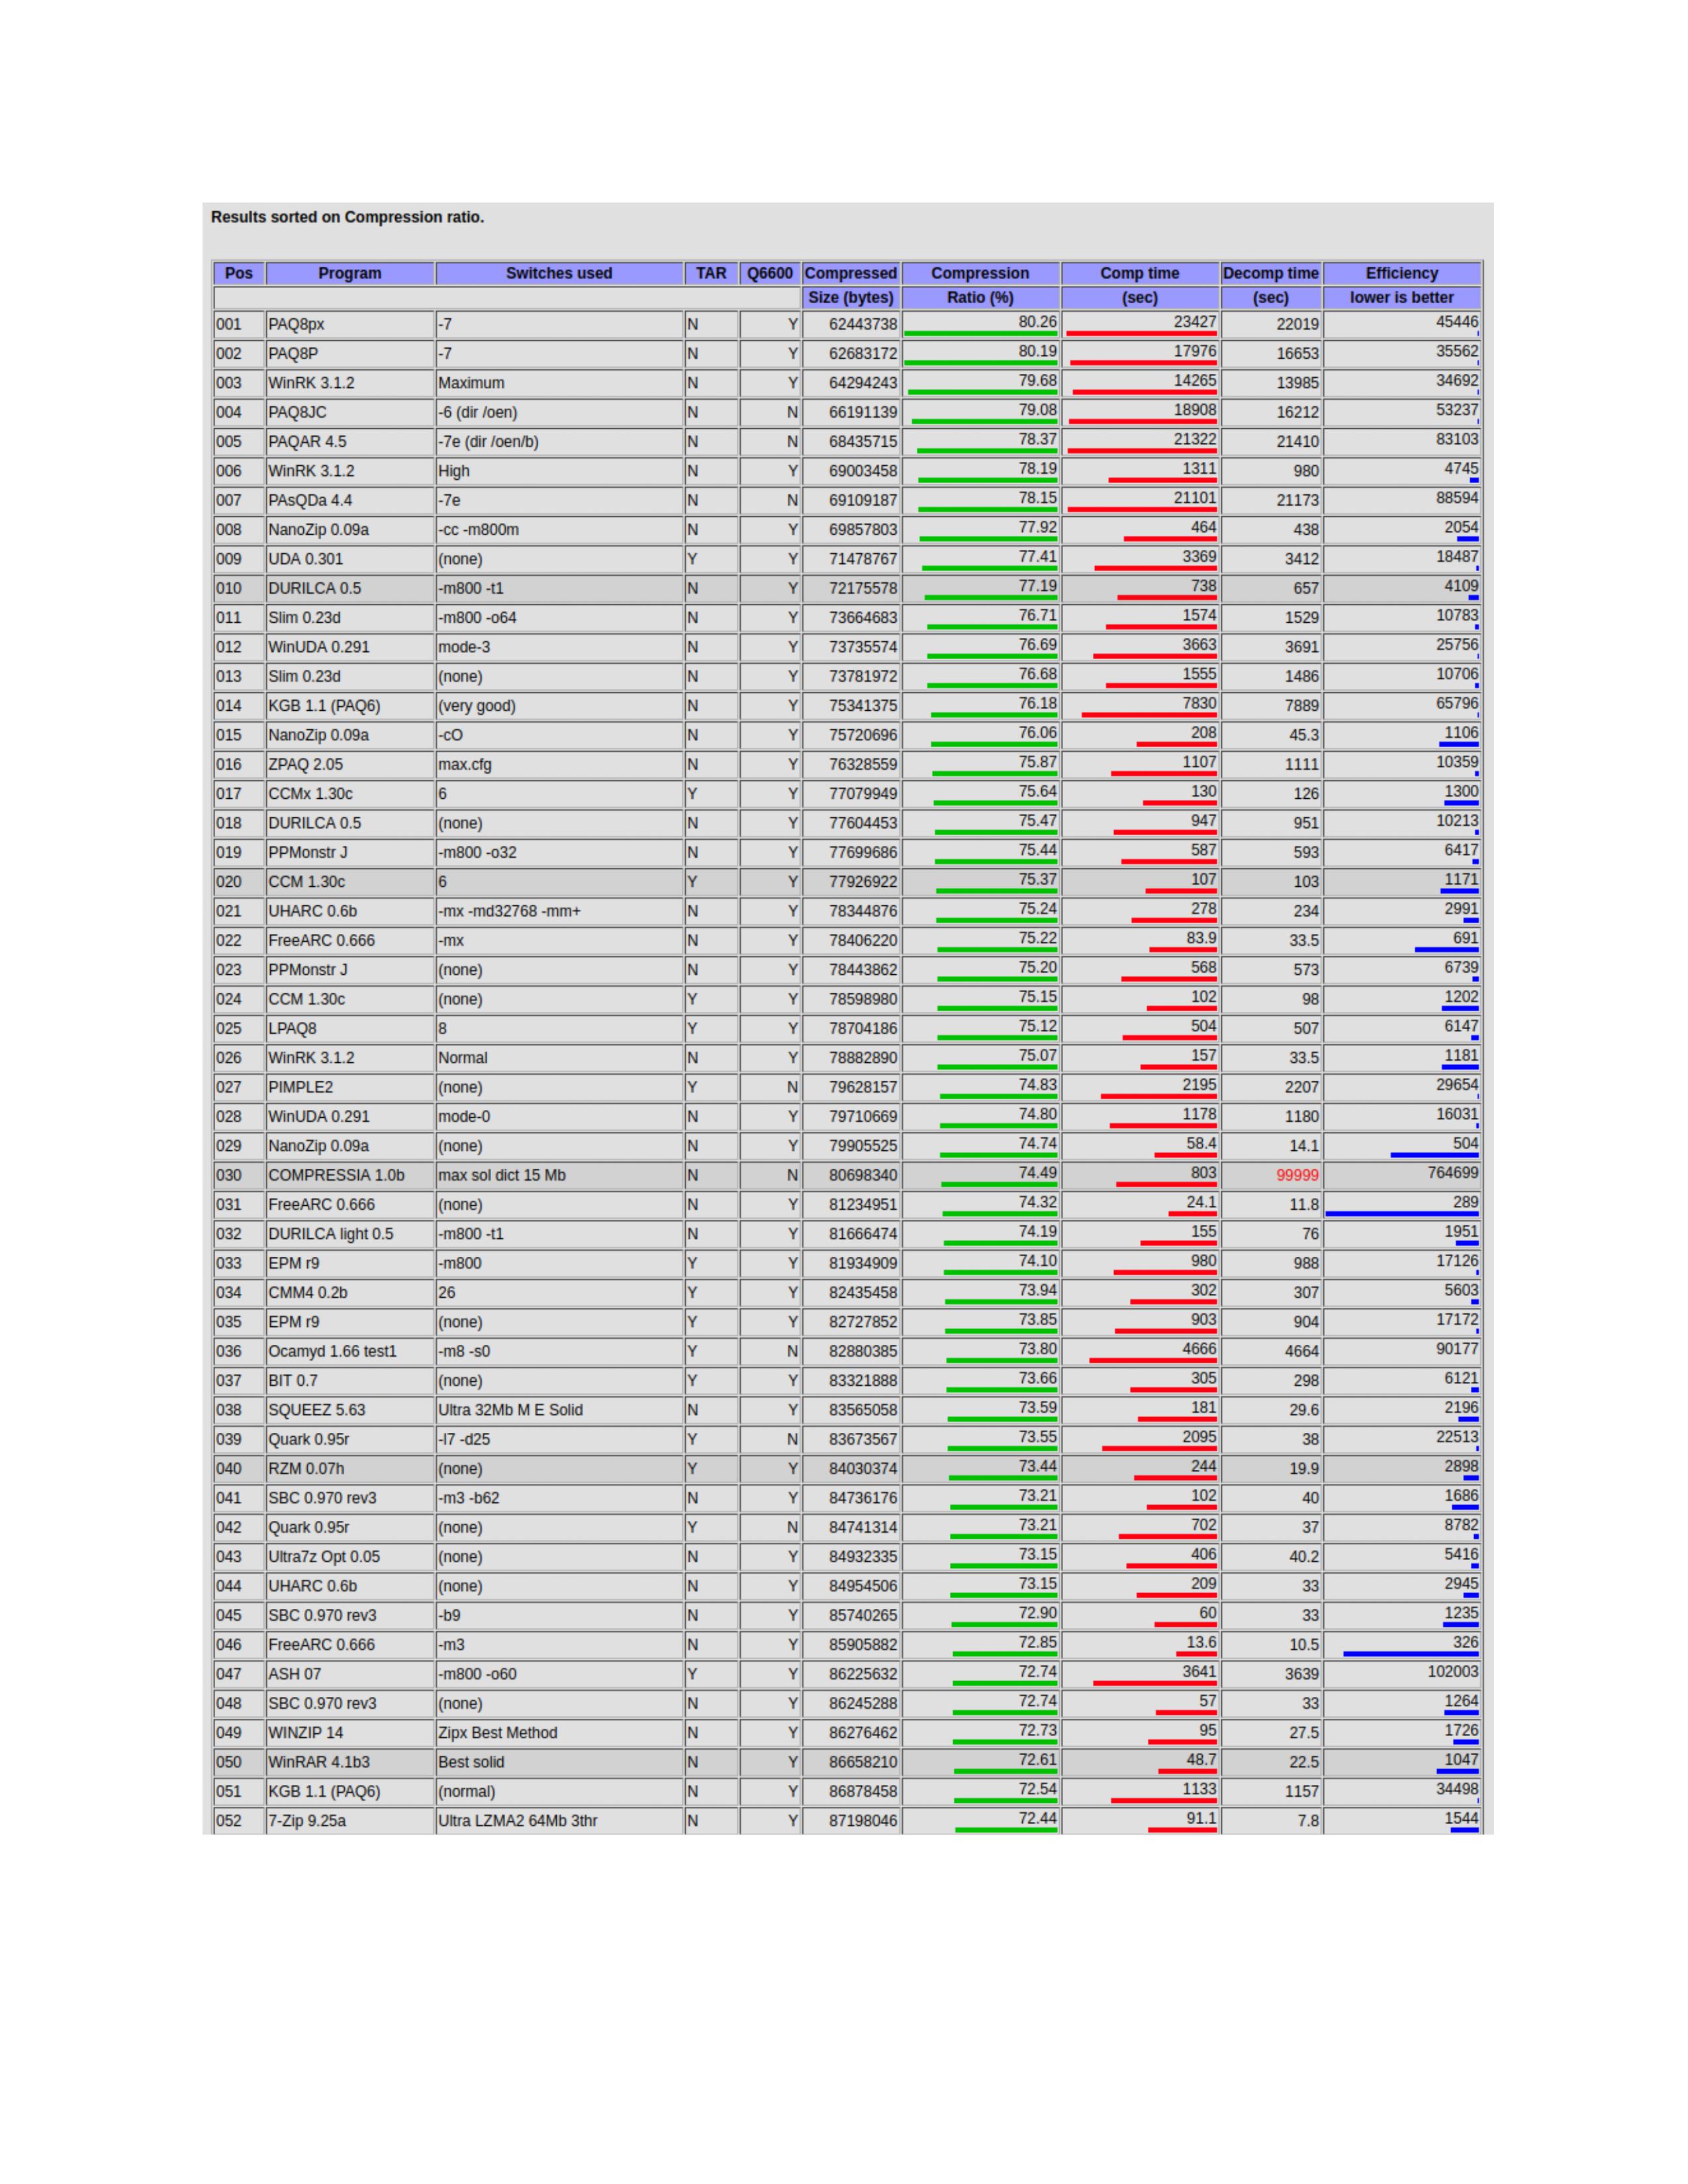 Results sorted on Compression ratio.
Pos Program Switches used TAR Q6600 Compressed Compression Comp time Decomp time Efficiency
Size (bytes) Ratio (%) (sec) (sec) lower is better
001 PAQ8px -7 N Y 62443738 80.26 23427 22019 45446
002 PAQ8P -7 N Y 62683172 80.19 17976 16653 35562
003 WinRK 3.1.2 Maximum N Y 64294243 79.68 14265 13985 34692
004 PAQ8JC -6 (dir /oen) N N 66191139 79.08 18908 16212 53237
005 PAQAR 4.5 -7e (dir /oen/b) N N 68435715 78.37 21322 21410 83103
006 WinRK 3.1.2 High N Y 69003458 78.19 1311 980 4745
007 PAsQDa 4.4 -7e N N 69109187 78.15 21101 21173 88594
008 NanoZip 0.09a -cc -m800m N Y 69857803 77.92 464 438 2054
009 UDA 0.301 (none) Y Y 71478767 77.41 3369 3412 18487
010 DURILCA 0.5 -m800 -t1 N Y 72175578 77.19 738 657 4109
011 Slim 0.23d -m800 -o64 N Y 73664683 76.71 1574 1529 10783
012 WinUDA 0.291 mode-3 N Y 73735574 76.69 3663 3691 25756
013 Slim 0.23d (none) N Y 73781972 76.68 1555 1486 10706
014 KGB 1.1 (PAQ6) (very good) N Y 75341375 76.18 7830 7889 65796
015 NanoZip 0.09a -cO N Y 75720696 76.06 208 45.3 1106
016 ZPAQ 2.05 max.cfg N Y 76328559 75.87 1107 1111 10359
017 CCMx 1.30c 6 Y Y 77079949 75.64 130 126 1300
018 DURILCA 0.5 (none) N Y 77604453 75.47 947 951 10213
019 PPMonstr J -m800 -o32 N Y 77699686 75.44 587 593 6417
020 CCM 1.30c 6 Y Y 77926922 75.37 107 103 1171
021 UHARC 0.6b -mx -md32768 -mm+ N Y 78344876 75.24 278 234 2991
022 FreeARC 0.666 -mx N Y 78406220 75.22 83.9 33.5 691
023 PPMonstr J (none) N Y 78443862 75.20 568 573 6739
024 CCM 1.30c (none) Y Y 78598980 75.15 102 98 1202
025 LPAQ8 8 Y Y 78704186 75.12 504 507 6147
026 WinRK 3.1.2 Normal N Y 78882890 75.07 157 33.5 1181
027 PIMPLE2 (none) Y N 79628157 74.83 2195 2207 29654
028 WinUDA 0.291 mode-0 N Y 79710669 74.80 1178 1180 16031
029 NanoZip 0.09a (none) N Y 79905525 74.74 58.4 14.1 504
030 COMPRESSIA 1.0b max sol dict 15 Mb N N 80698340 74.49 803 99999 764699
031 FreeARC 0.666 (none) N Y 81234951 74.32 24.1 11.8 289
032 DURILCA light 0.5 -m800 -t1 N Y 81666474 74.19 155 76 1951
033 EPM r9 -m800 Y Y 81934909 74.10 980 988 17126
034 CMM4 0.2b 26 Y Y 82435458 73.94 302 307 5603
035 EPM r9 (none) Y Y 82727852 73.85 903 904 17172
036 Ocamyd 1.66 test1 -m8 -s0 Y N 82880385 73.80 4666 4664 90177
037 BIT 0.7 (none) Y Y 83321888 73.66 305 298 6121
038 SQUEEZ 5.63 Ultra 32Mb M E Solid N Y 83565058 73.59 181 29.6 2196
039 Quark 0.95r -l7 -d25 Y N 83673567 73.55 2095 38 22513
040 RZM 0.07h (none) Y Y 84030374 73.44 244 19.9 2898
041 SBC 0.970 rev3 -m3 -b62 N Y 84736176 73.21 102 40 1686
042 Quark 0.95r (none) Y N 84741314 73.21 702 37 8782
043 Ultra7z Opt 0.05 (none) N Y 84932335 73.15 406 40.2 5416
044 UHARC 0.6b (none) N Y 84954506 73.15 209 33 2945
045 SBC 0.970 rev3 -b9 N Y 85740265 72.90 60 33 1235
046 FreeARC 0.666 -m3 N Y 85905882 72.85 13.6 10.5 326
047 ASH 07 -m800 -o60 Y Y 86225632 72.74 3641 3639 102003
048 SBC 0.970 rev3 (none) N Y 86245288 72.74 57 33 1264
049 WINZIP 14 Zipx Best Method N Y 86276462 72.73 95 27.5 1726
050 WinRAR 4.1b3 Best solid N Y 86658210 72.61 48.7 22.5 1047
051 KGB 1.1 (PAQ6) (normal) N Y 86878458 72.54 1133 1157 34498
052 7-Zip 9.25a Ultra LZMA2 64Mb 3thr N Y 87198046 72.44 91.1 7.8 1544